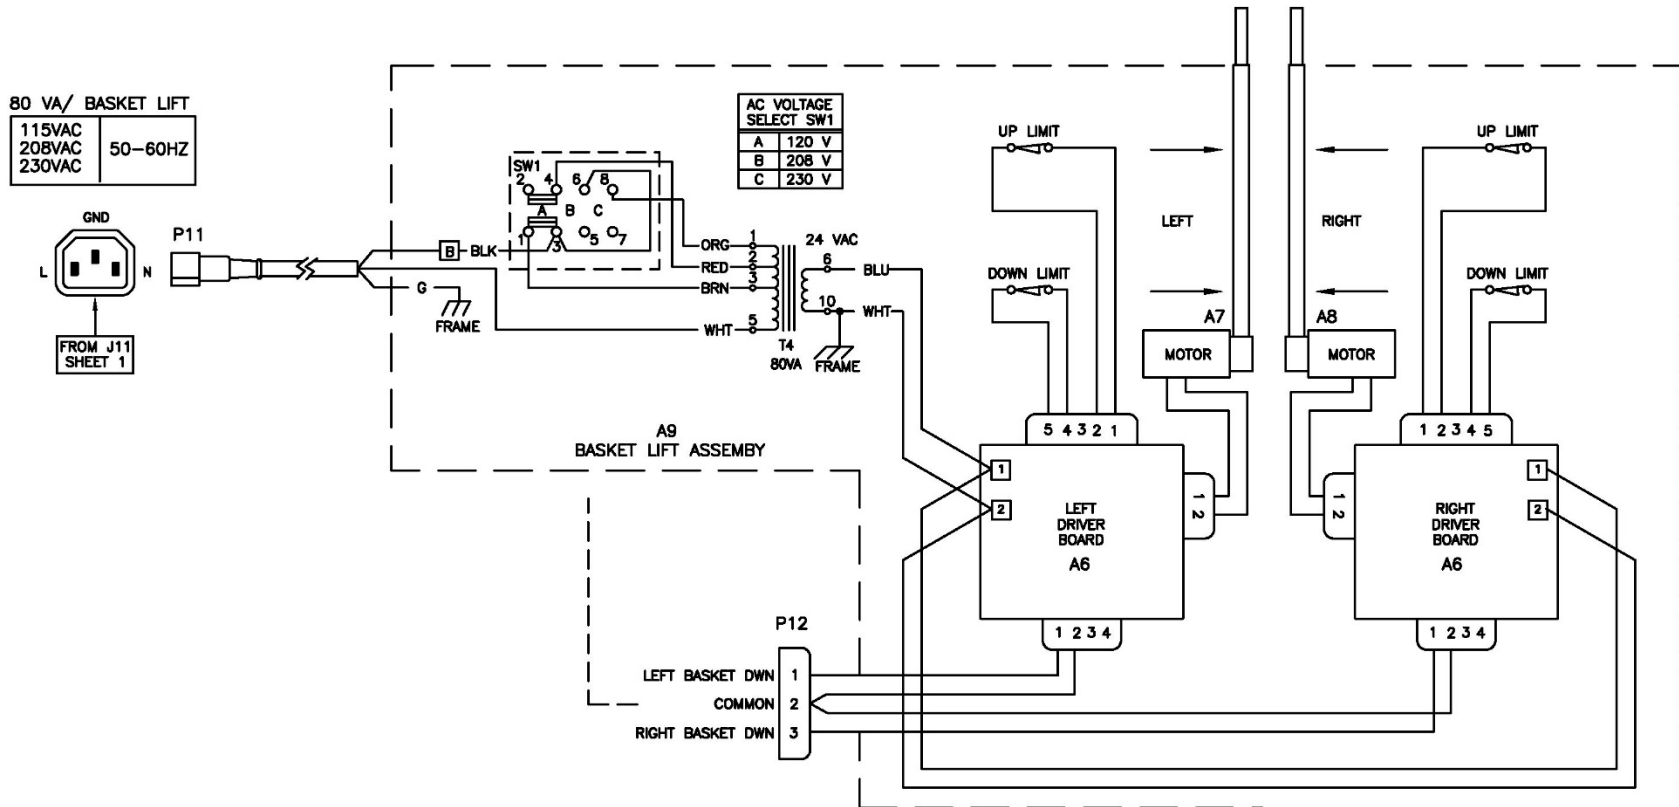 80 VA/ BASKET LIFT
115VAC
208VAC
230VAC
50-60HZ
GND
L
N
P11
FROM J11
SHEET 1
B
BLK
G
FRAME
SW1
2
4
6
8
A
B
C
1
3
5
7
AC VOLTAGE
SELECT SW1
A 120 V
B 208 V
C 230 V
ORG
1
RED
2
BRN
3
WHT
5
24 VAC
6
BLU
10
WHT
T4
80VA
FRAME
A9
BASKET LIFT ASSEMBY
UP LIMIT
DOWN LIMIT
LEFT
RIGHT
UP LIMIT
DOWN LIMIT
A7
MOTOR
A8
MOTOR
5 4 3 2 1
1
2
LEFT
DRIVER
BOARD
A6
1 2
1 2 3 4
1 2 3 4 5
1
2
RIGHT
DRIVER
BOARD
A6
1 2
1 2 3 4
P12
LEFT BASKET DWN 1
COMMON 2
RIGHT BASKET DWN 3